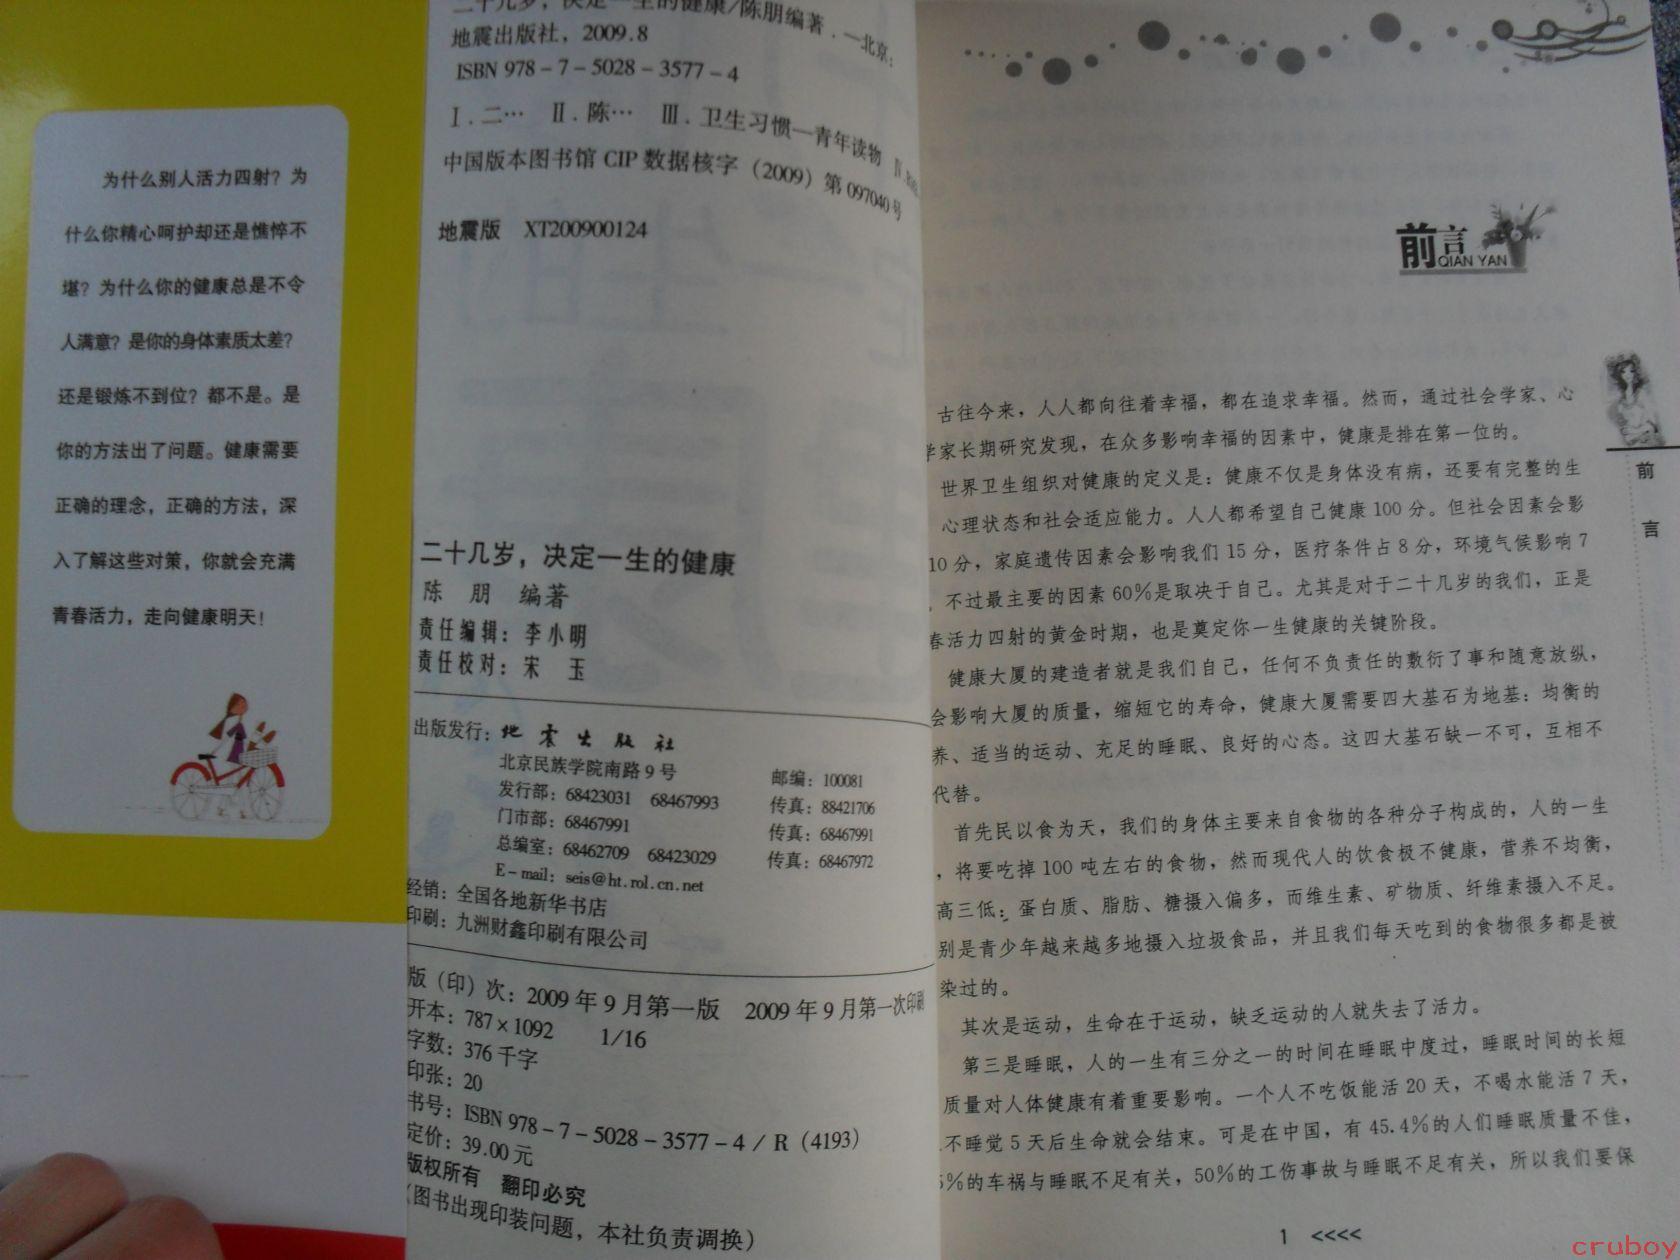 为什么别人活力四射？为
什么你精心呵护却还是憔悴不
堪？为什么你的健康总是不令
人满意？是你的身体素质太差？
还是锻炼不到位？都不是。是
你的方法出了问题。健康需要
正确的理念，正确的方法，深
入了解这些对策，你就会充满
青春活力，走向健康明天！
二十几岁，决定一生的健康/陈朋编著．—北京：
地震出版社，2009.8
ISBN 978－7－5028－3577－4
Ⅰ．二… Ⅱ．陈… Ⅲ．卫生习惯—青年读物 Ⅳ.
中国版本图书馆 CIP 数据核字（2009）第 097040 号
地震版 XT200900124
二十几岁，决定一生的健康
陈 朋 编著
责任编辑：李小明
责任校对：宋 玉
出版发行：地 震 出 版 社
北京民族学院南路 9 号 邮编：100081
发行部：68423031 68467993 传真：88421706
门市部：68467991 传真：68467991
总编室：68462709 68423029 传真：68467972
E－mail：seis@ht.rol.cn.net
经销：全国各地新华书店
印刷：九洲财鑫印刷有限公司
版（印）次：2009 年 9 月第一版 2009 年 9 月第一次印刷
开本：787×1092 1/16
字数：376 千字
印张：20
书号：ISBN 978－7－5028－3577－4 / R（4193）
定价：39.00 元
版权所有 翻印必究
（图书出现印装问题，本社负责调换）
前言
QIAN YAN
古往今来，人人都向往着幸福，都在追求幸福。然而，通过社会学家、心
学家长期研究发现，在众多影响幸福的因素中，健康是排在第一位的。
世界卫生组织对健康的定义是：健康不仅是身体没有病，还要有完整的生
心理状态和社会适应能力。人人都希望自己健康 100 分。但社会因素会影
10 分，家庭遗传因素会影响我们 15 分，医疗条件占 8 分，环境气候影响 7
。不过最主要的因素 60％是取决于自己。尤其是对于二十几岁的我们，正是
春活力四射的黄金时期，也是奠定你一生健康的关键阶段。
健康大厦的建造者就是我们自己，任何不负责任的敷衍了事和随意放纵，
会影响大厦的质量，缩短它的寿命，健康大厦需要四大基石为地基：均衡的
养、适当的运动、充足的睡眠、良好的心态。这四大基石缺一不可，互相不
代替。
首先民以食为天，我们的身体主要来自食物的各种分子构成的，人的一生
，将要吃掉 100 吨左右的食物，然而现代人的饮食极不健康，营养不均衡，
高三低：蛋白质、脂肪、糖摄入偏多，而维生素、矿物质、纤维素摄入不足。
别是青少年越来越多地摄入垃圾食品，并且我们每天吃到的食物很多都是被
染过的。
其次是运动，生命在于运动，缺乏运动的人就失去了活力。
第三是睡眠，人的一生有三分之一的时间在睡眠中度过，睡眠时间的长短
质量对人体健康有着重要影响。一个人不吃饭能活 20 天，不喝水能活 7 天，
不睡觉 5 天后生命就会结束。可是在中国，有 45.4％的人们睡眠质量不佳，
5％的车祸与睡眠不足有关，50％的工伤事故与睡眠不足有关，所以我们要保
前
言
1 <<<<
cruboy